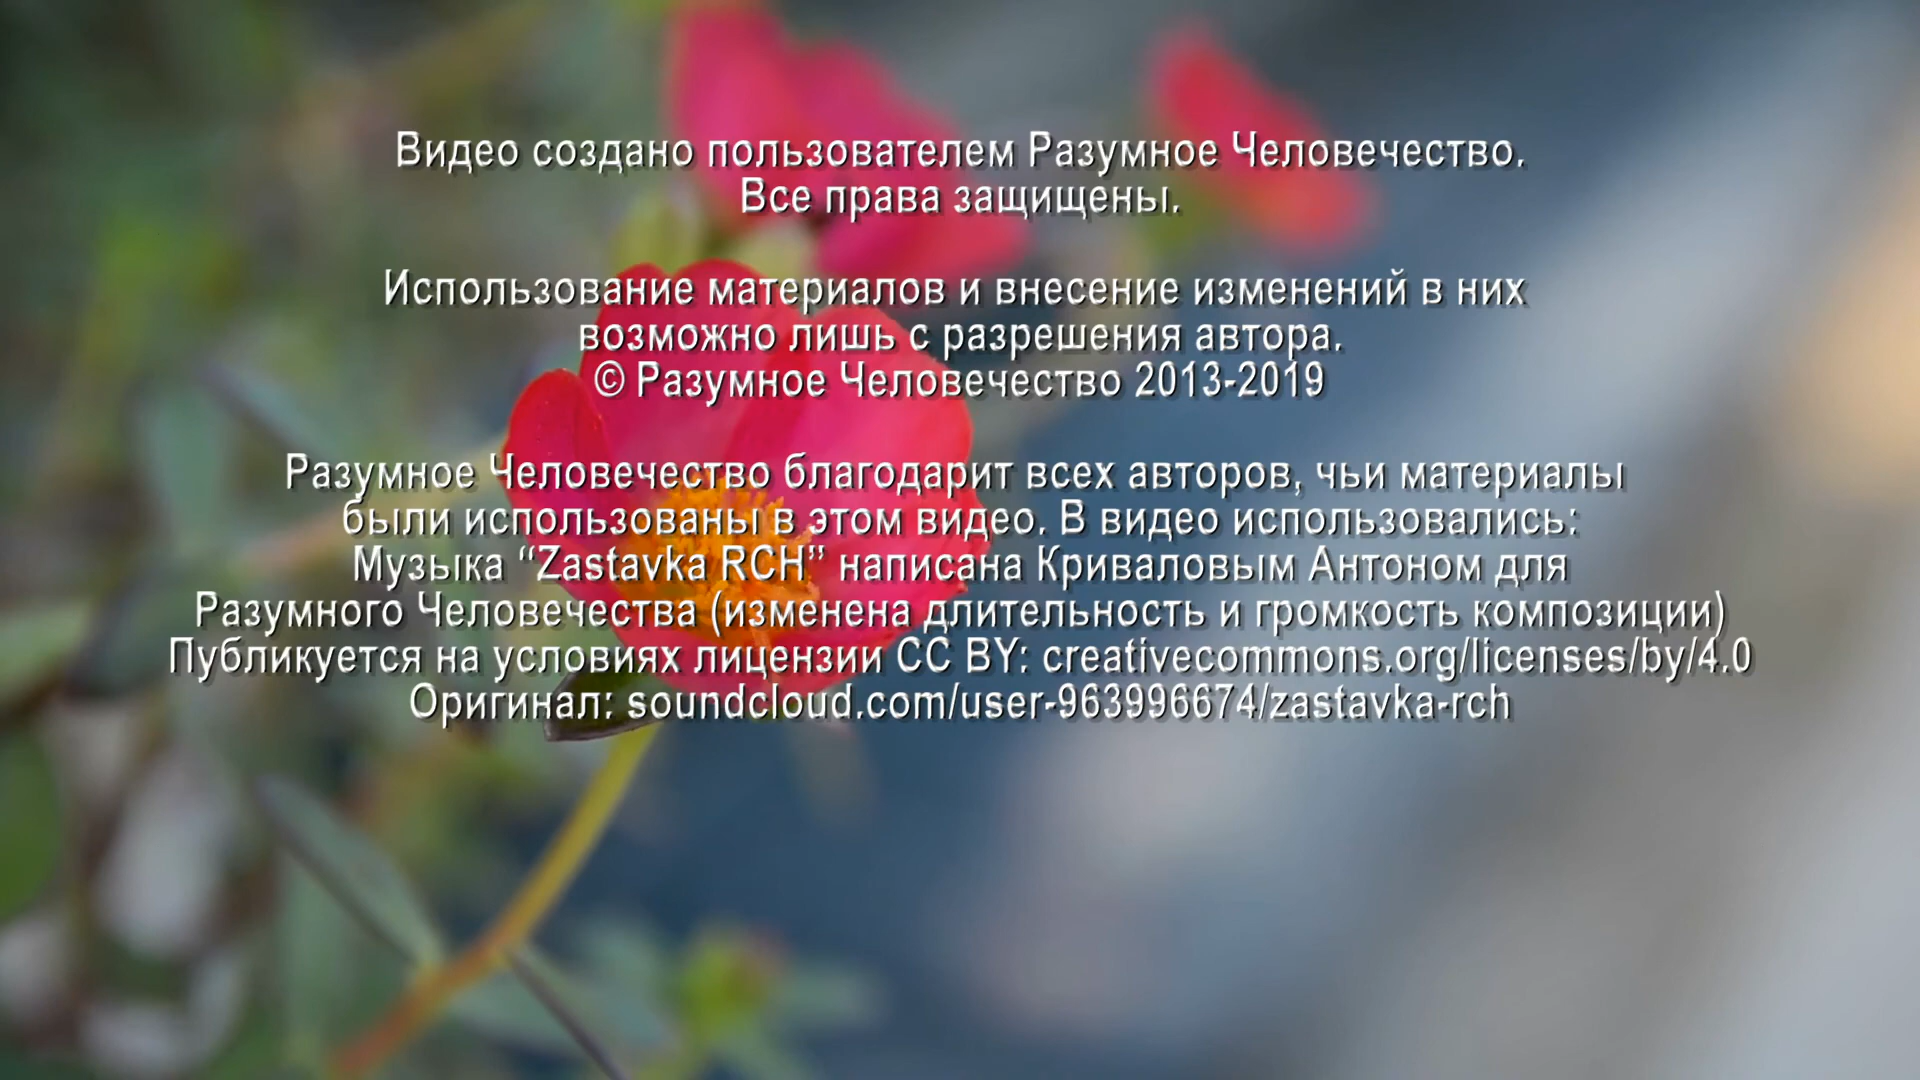 Видео создано пользователем Разумное Человечество.
Все права защищены.
Использование материалов и внесение изменений в них
возможно лишь с разрешения автора.
© Разумное Человечество 2013-2019
Разумное Человечество благодарит всех авторов, чьи материалы
были использованы в этом видео. В видео использовались:
Музыка “Zastavka RCH” написана Криваловым Антоном для
Разумного Человечества (изменена длительность и громкость композиции)
Публикуется на условиях лицензии CC BY: creativecommons.org/licenses/by/4.0
Оригинал: soundcloud.com/user-963996674/zastavka-rch